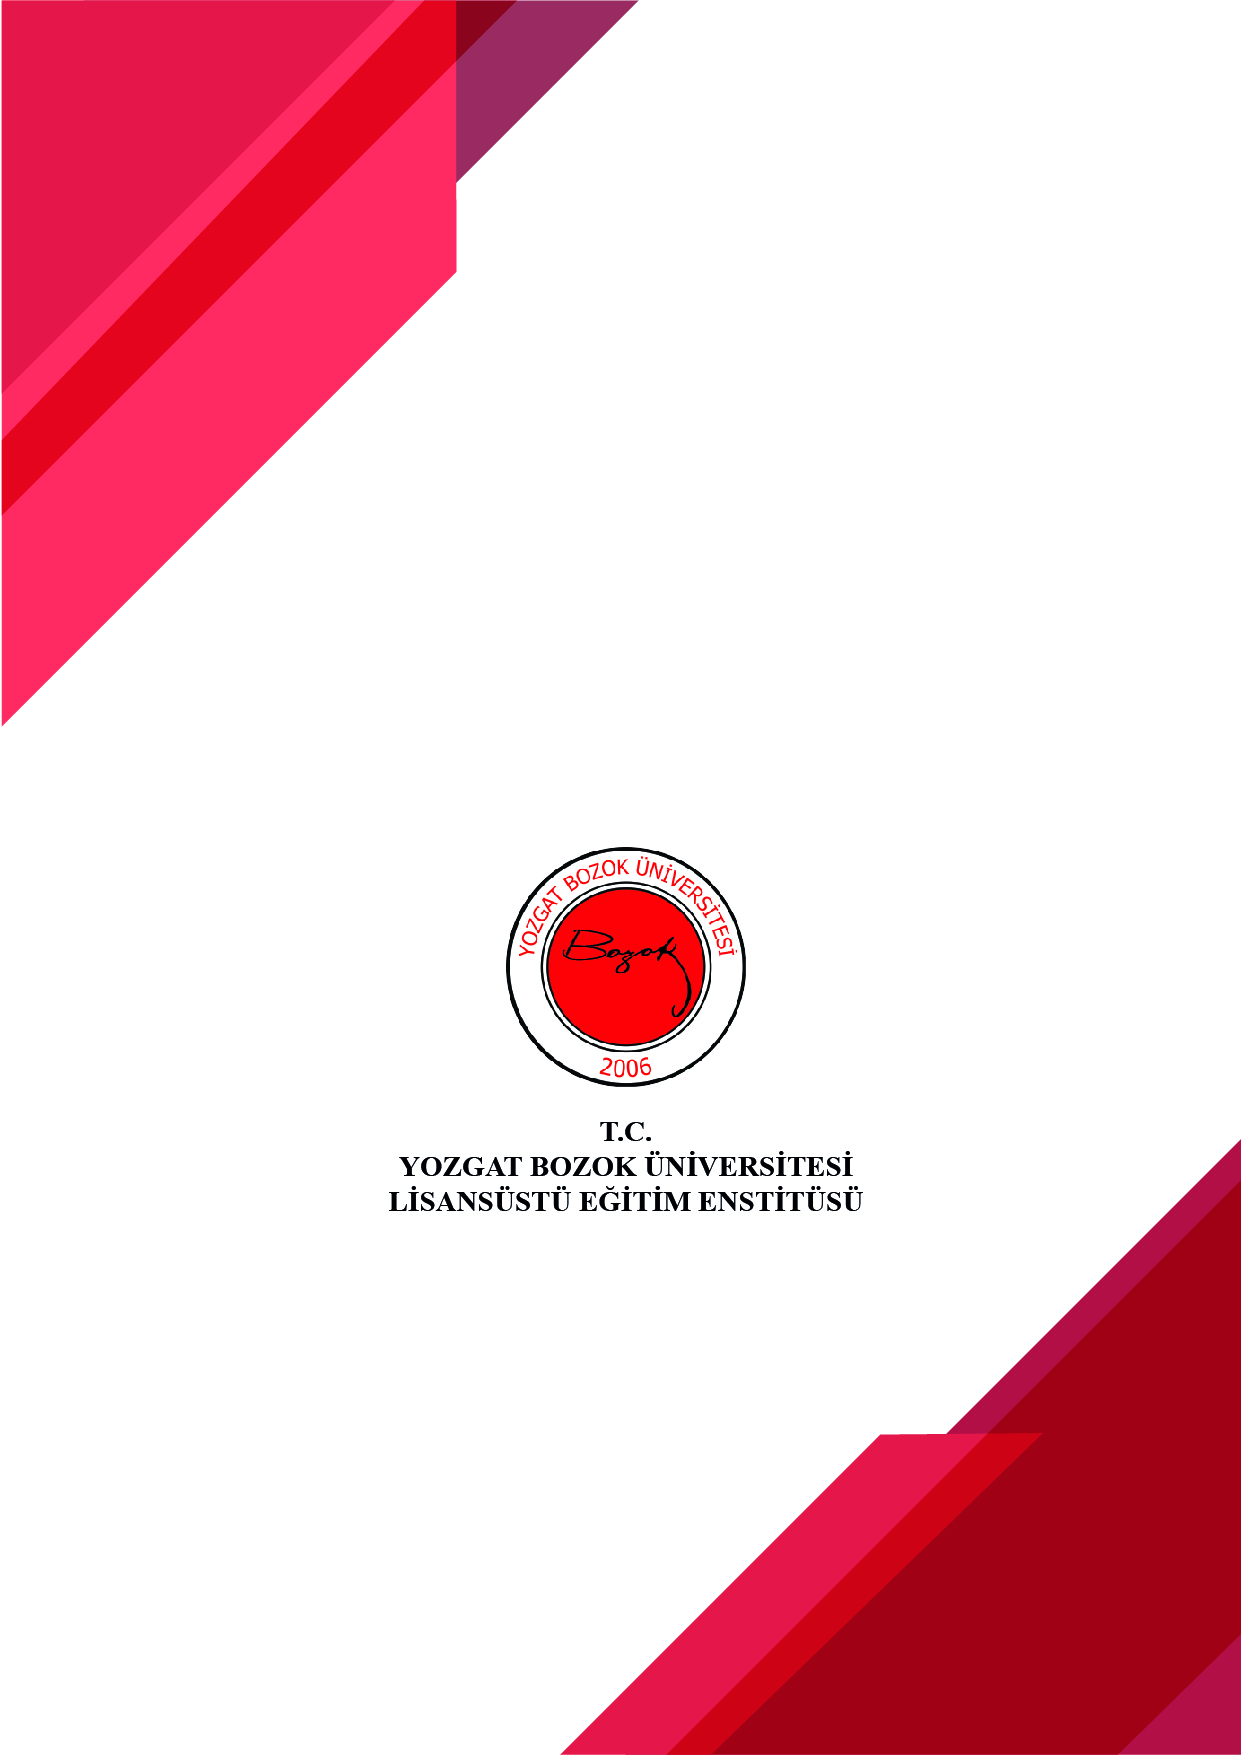 YOZGAT BOZOK ÜNİVERSİTESİ
Bozok
2006
T.C.
YOZGAT BOZOK ÜNİVERSİTESİ
LİSANSÜSTÜ EĞİTİM ENSTİTÜSÜ